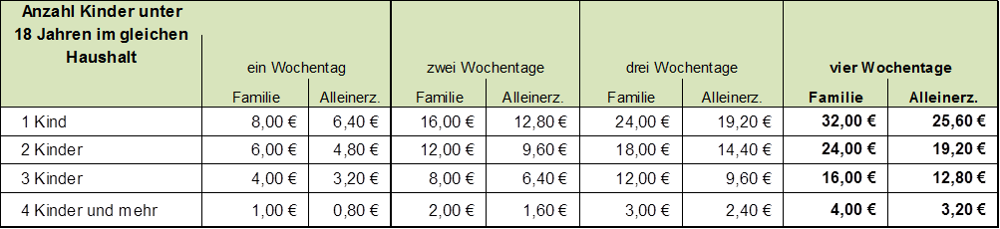 Anzahl Kinder unter
18 Jahren im gleichen
Haushalt
ein Wochentag zwei Wochentage drei Wochentage vier Wochentage
Familie Alleinerz. Familie Alleinerz. Familie Alleinerz. Familie Alleinerz.
1 Kind 8,00 € 6,40 € 16,00 € 12,80 € 24,00 € 19,20 € 32,00 € 25,60 €
2 Kinder 6,00 € 4,80 € 12,00 € 9,60 € 18,00 € 14,40 € 24,00 € 19,20 €
3 Kinder 4,00 € 3,20 € 8,00 € 6,40 € 12,00 € 9,60 € 16,00 € 12,80 €
4 Kinder und mehr 1,00 € 0,80 € 2,00 € 1,60 € 3,00 € 2,40 € 4,00 € 3,20 €